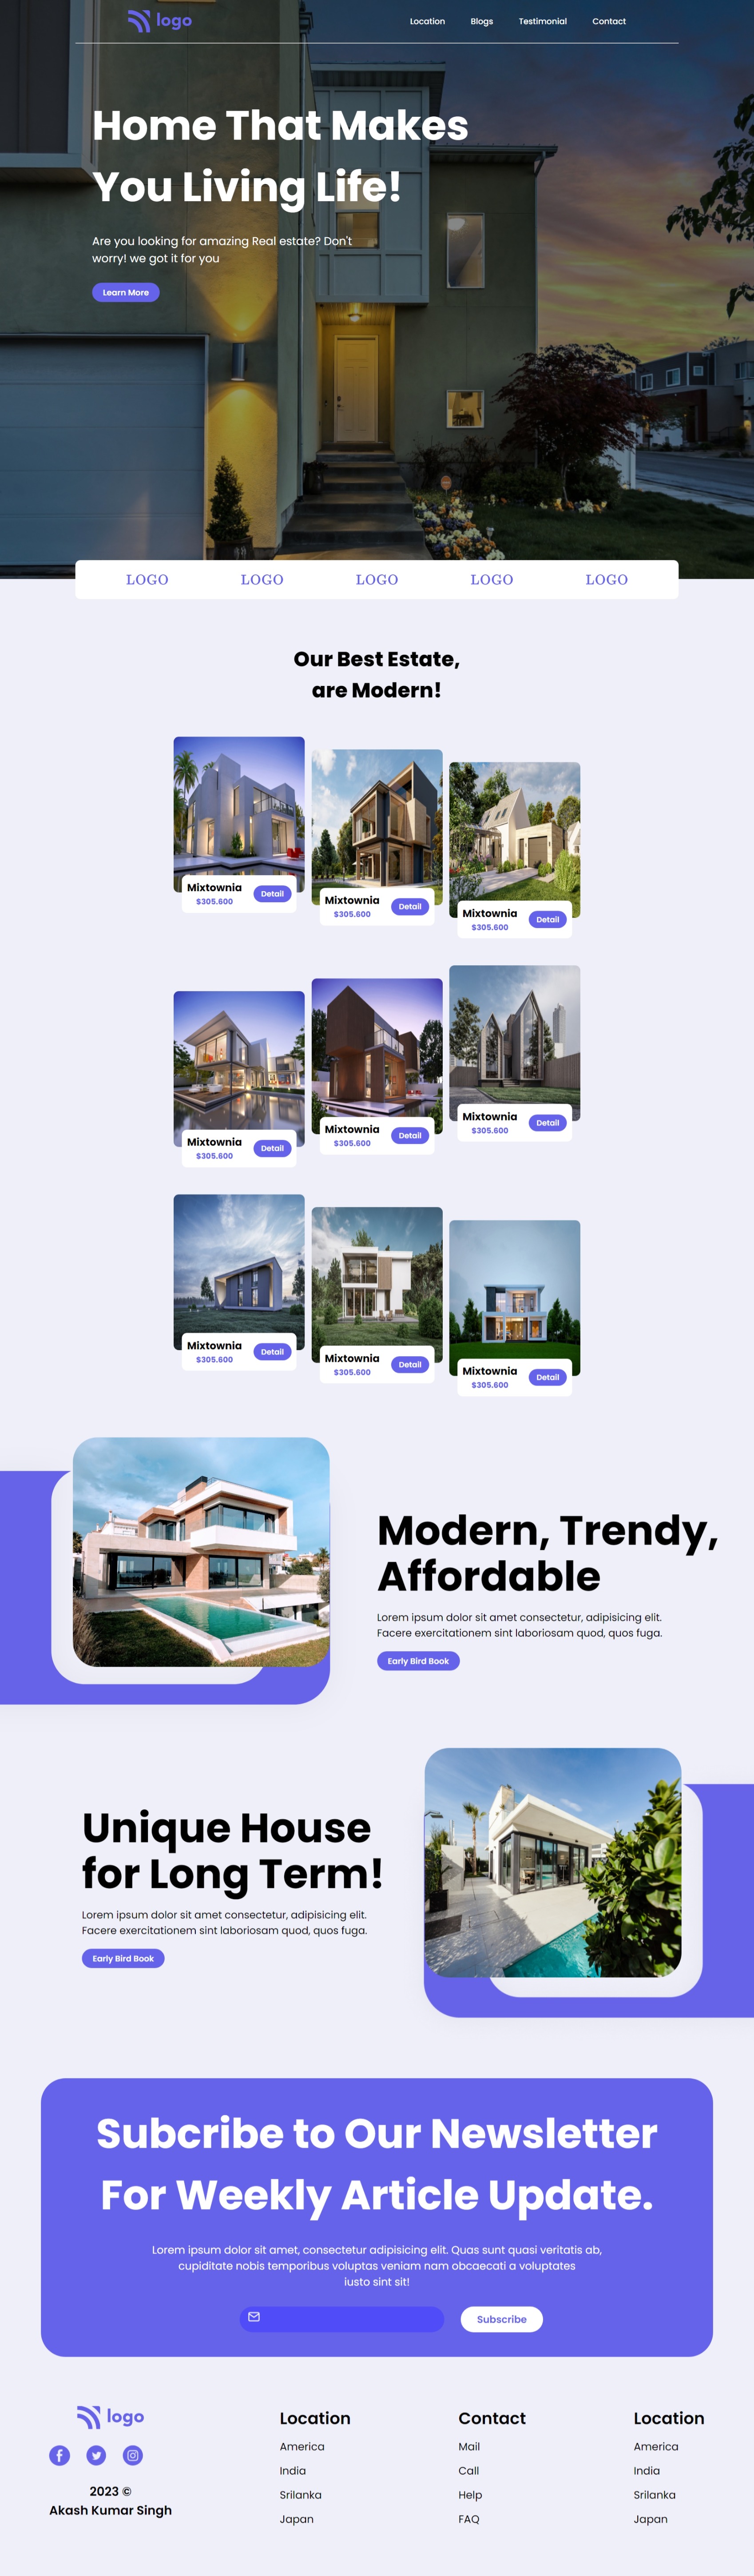 logo
Location Blogs Testimonial Contact
Home That Makes
You Living Life!
Are you looking for amazing Real estate? Don't
worry! we got it for you
Learn More
LOGO LOGO LOGO LOGO LOGO
Our Best Estate,
are Modern!
Mixtownia
$305.600
Detail
Mixtownia
$305.600
Detail
Mixtownia
$305.600
Detail
Mixtownia
$305.600
Detail
Mixtownia
$305.600
Detail
Mixtownia
$305.600
Detail
Mixtownia
$305.600
Detail
Mixtownia
$305.600
Detail
Mixtownia
$305.600
Detail
Modern, Trendy,
Affordable
Lorem ipsum dolor sit amet consectetur, adipisicing elit.
Facere exercitationem sint laboriosam quod, quos fuga.
Early Bird Book
Unique House
for Long Term!
Lorem ipsum dolor sit amet consectetur, adipisicing elit.
Facere exercitationem sint laboriosam quod, quos fuga.
Early Bird Book
Subcribe to Our Newsletter
For Weekly Article Update.
Lorem ipsum dolor sit amet, consectetur adipisicing elit. Quas sunt quasi veritatis ab,
cupiditate nobis temporibus voluptas veniam nam obcaecati a voluptates
iusto sint sit!
Subscribe
logo
2023 ©
Akash Kumar Singh
Location
America
India
Srilanka
Japan
Contact
Mail
Call
Help
FAQ
Location
America
India
Srilanka
Japan